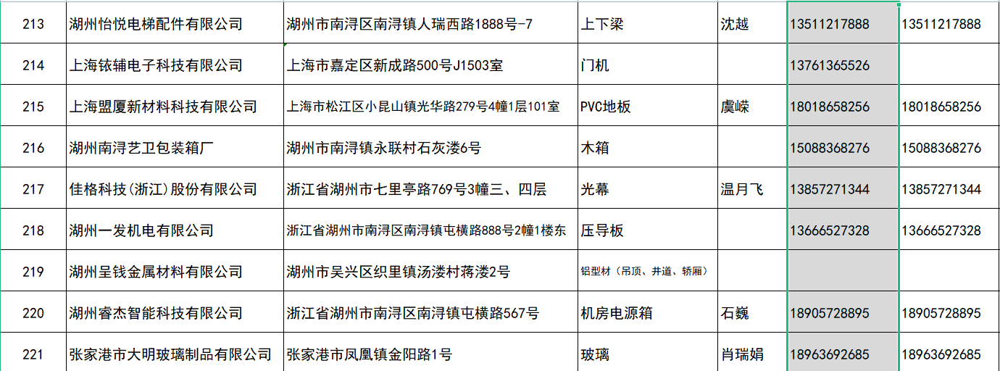 213 湖州怡悦电梯配件有限公司 湖州市南浔区南浔镇人瑞西路1888号-7 上下梁 沈越 13511217888 13511217888
214 上海铱辅电子科技有限公司 上海市嘉定区新成路500号J1503室 门机 13761365526
215 上海盟厦新材料科技有限公司 上海市松江区小昆山镇光华路279号4幢1层101室 PVC地板 虞嵘 18018658256 18018658256
216 湖州南浔艺卫包装箱厂 湖州市南浔镇永联村石灰溇6号 木箱 15088368276 15088368276
217 佳格科技(浙江)股份有限公司 浙江省湖州市七里亭路769号3幢三、四层 光幕 温月飞 13857271344 13857271344
218 湖州一发机电有限公司 浙江省湖州市南浔区南浔镇屯横路888号2幢1楼东 压导板 13666527328 13666527328
219 湖州呈钱金属材料有限公司 湖州市吴兴区织里镇汤溇村蒋溇2号 铝型材（吊顶、井道、轿厢）
220 湖州睿杰智能科技有限公司 浙江省湖州市南浔区南浔镇屯横路567号 机房电源箱 石巍 18905728895 18905728895
221 张家港市大明玻璃制品有限公司 张家港市凤凰镇金阳路1号 玻璃 肖瑞娟 18963692685 18963692685